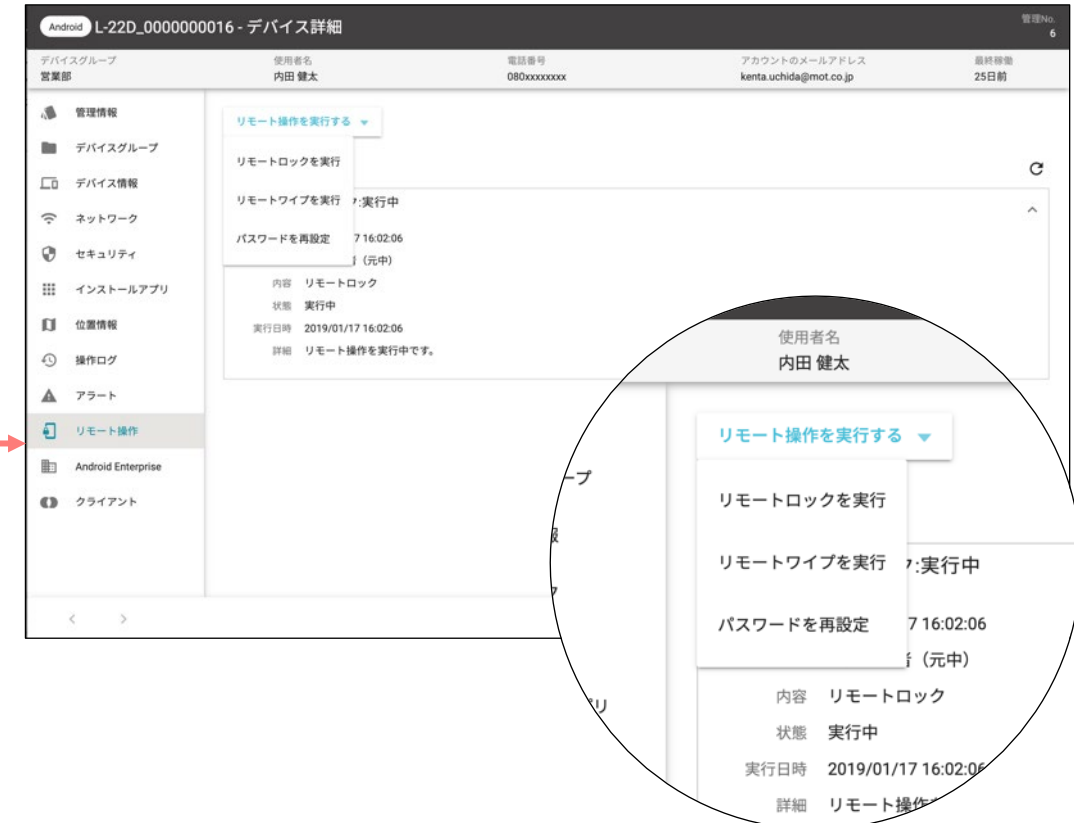 Android L-22D_0000000016 - デバイス詳細
管理No.
6
デバイスグループ 使用者名 電話番号 アカウントのメールアドレス 最終稼働
営業部 内田 健太 080xxxxxxxx kenta.uchida@mot.co.jp 25日前
管理情報
デバイスグループ
デバイス情報
ネットワーク
セキュリティ
インストールアプリ
位置情報
操作ログ
アラート
リモート操作
Android Enterprise
クライアント
リモート操作を実行する
リモートロックを実行
リモートワイプを実行
パスワードを再設定
:実行中
7 16:02:06
（元中）
内容 リモートロック
状態 実行中
実行日時 2019/01/17 16:02:06
詳細 リモート操作を実行中です。
使用者名
内田 健太
リモート操作を実行する
リモートロックを実行
リモートワイプを実行
パスワードを再設定
:実行中
7 16:02:06
（元中）
内容 リモートロック
状態 実行中
実行日時 2019/01/17 16:02:06
詳細 リモート操作
ープ
プリ